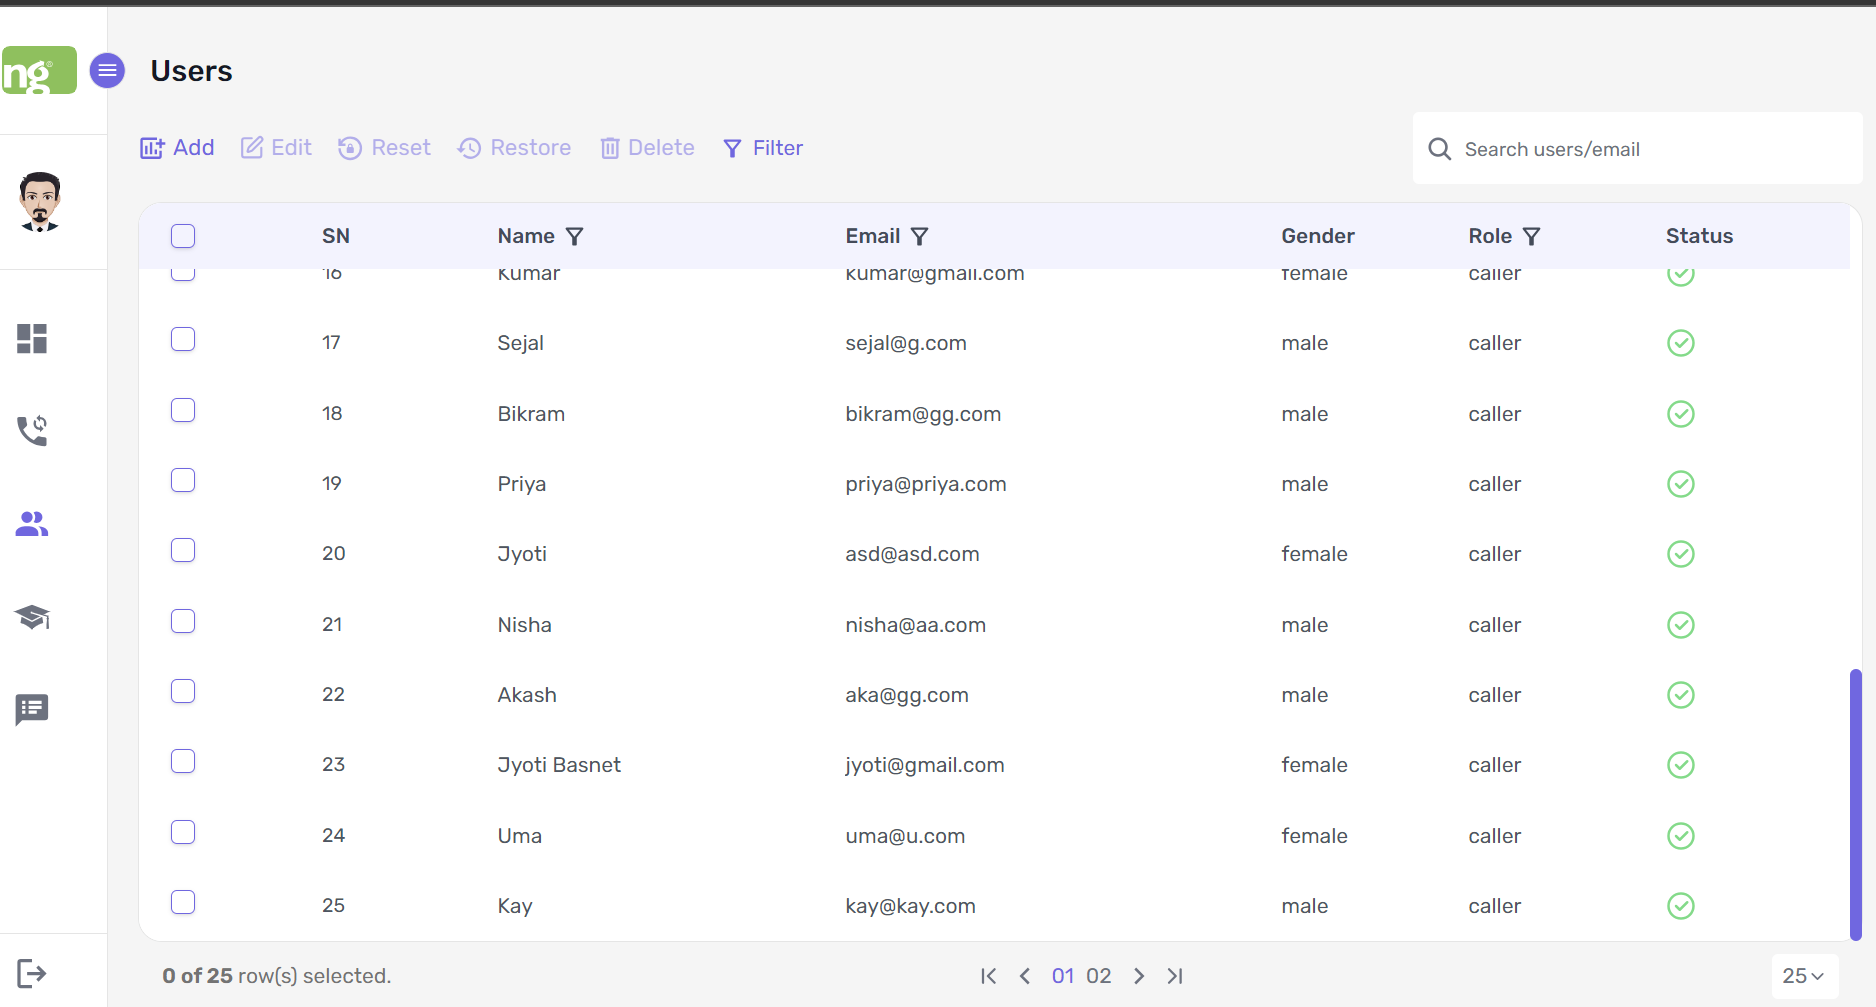 ng®
Users
Add Edit Reset Restore Delete Filter
Search users/email
SN Name Email Gender Role Status
16 Kumar kumar@gmail.com female caller
17 Sejal sejal@g.com male caller
18 Bikram bikram@gg.com male caller
19 Priya priya@priya.com male caller
20 Jyoti asd@asd.com female caller
21 Nisha nisha@aa.com male caller
22 Akash aka@gg.com male caller
23 Jyoti Basnet jyoti@gmail.com female caller
24 Uma uma@u.com female caller
25 Kay kay@kay.com male caller
0 of 25 row(s) selected.
01 02
25